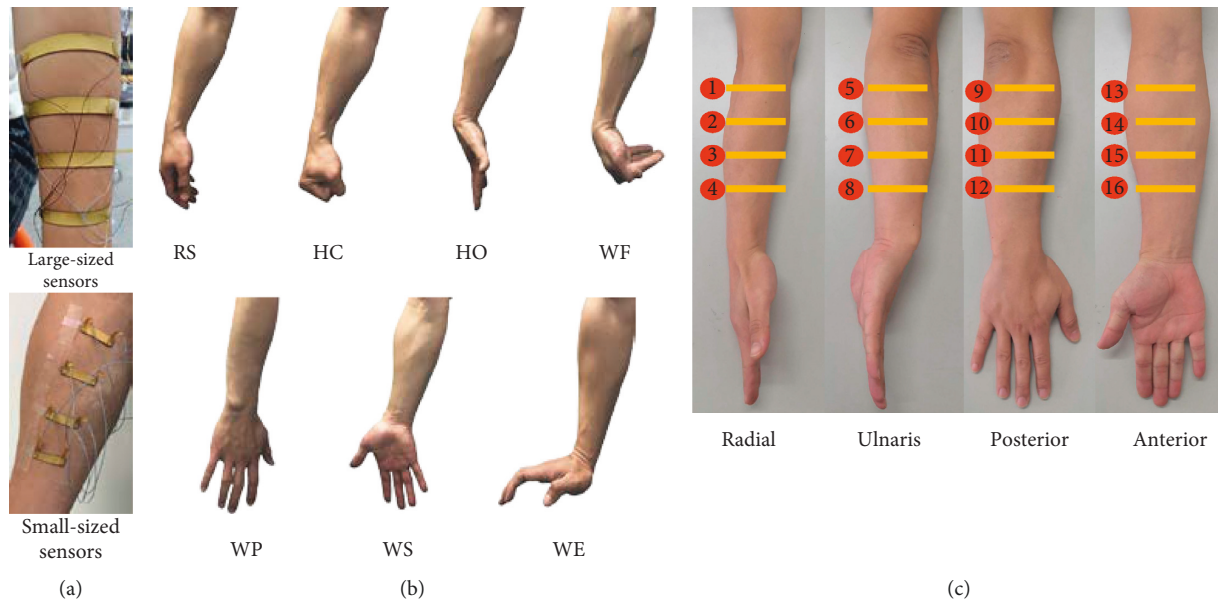 Large-sized
sensors
Small-sized
sensors
(a)
RS
HC
HO
WF
WP
WS
WE
(b)
1
2
3
4
5
6
7
8
9
10
11
12
13
14
15
16
Radial
Ulnaris
Posterior
Anterior
(c)